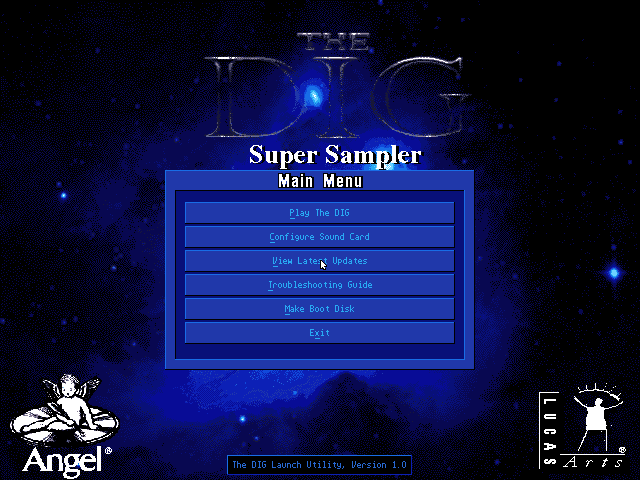 THE
DIG
Super Sampler
Main Menu
Play The DIG
Configure Sound Card
View Latest Updates
Troubleshooting Guide
Make Boot Disk
Exit
Angel®
LUCAS
Arts®
The DIG Launch Utility, Version 1.0